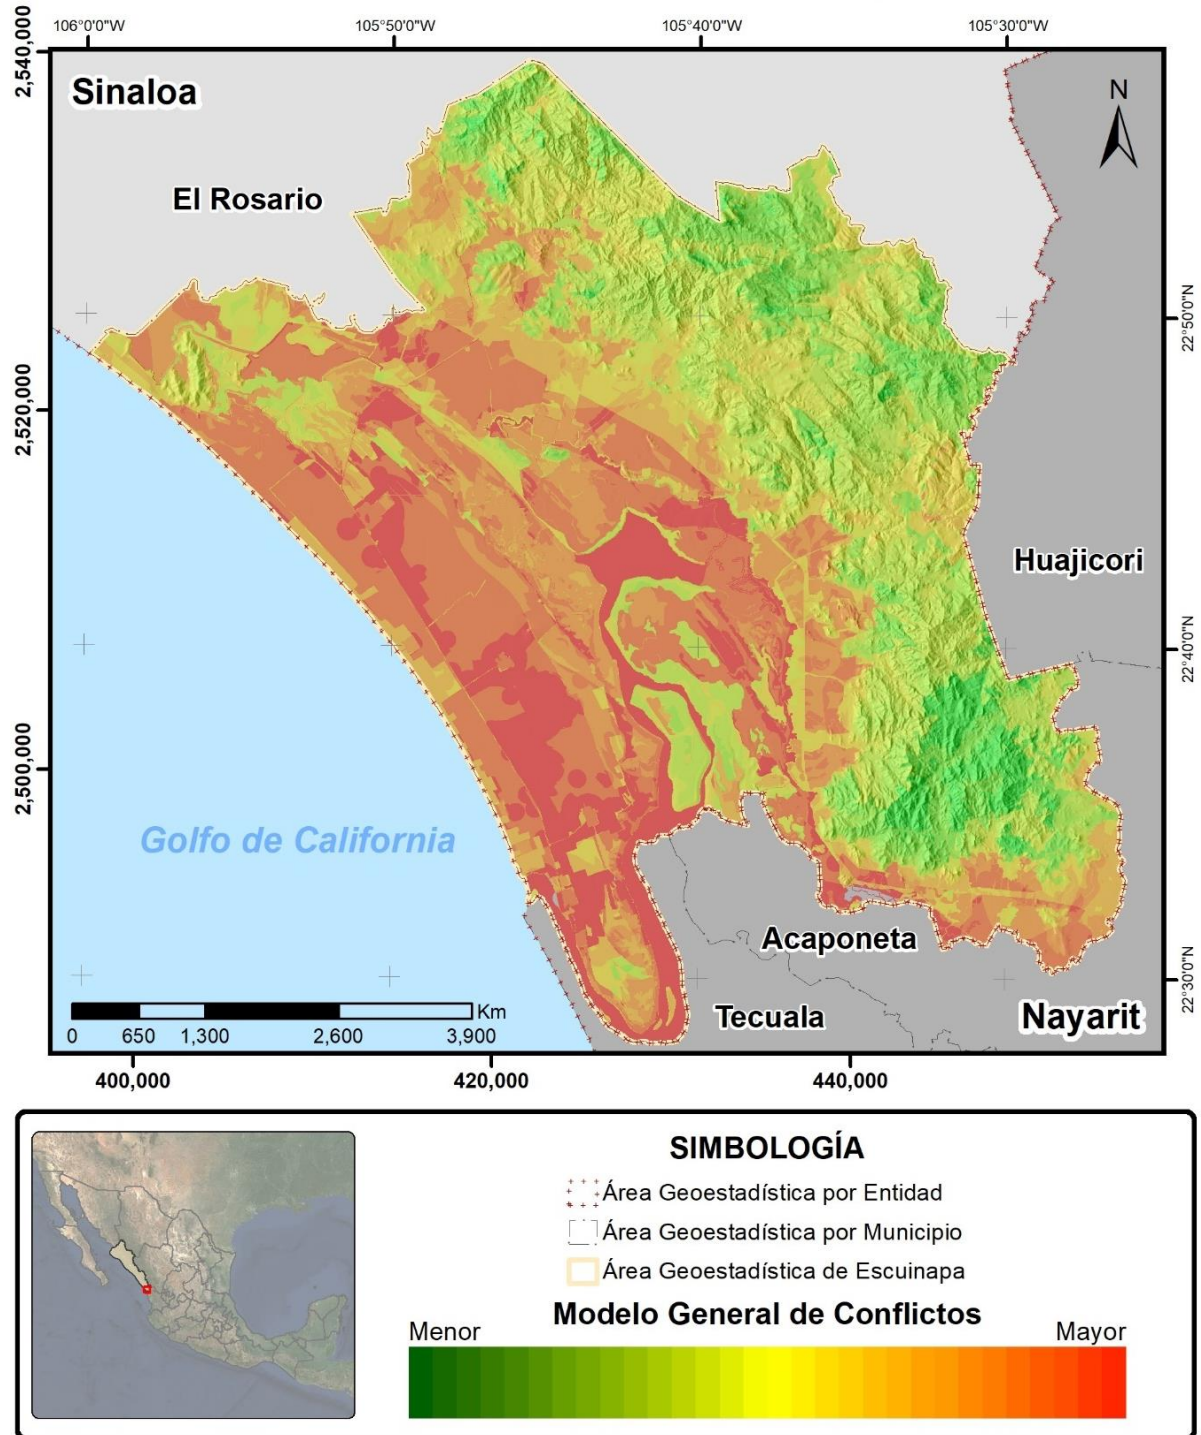 106°0'0"W
105°50'0"W
105°40'0"W
105°30'0"W
2,540,000
Sinaloa
N
El Rosario
22°50'0"N
2,520,000
Huajicori
22°40'0"N
2,500,000
Golfo de California
Acaponeta
22°30'0"N
Tecuala
Nayarit
Km
0 650 1,300 2,600 3,900
400,000
420,000
440,000
SIMBOLOGÍA
Área Geoestadística por Entidad
Área Geoestadística por Municipio
Área Geoestadística de Escuinapa
Modelo General de Conflictos
Menor
Mayor